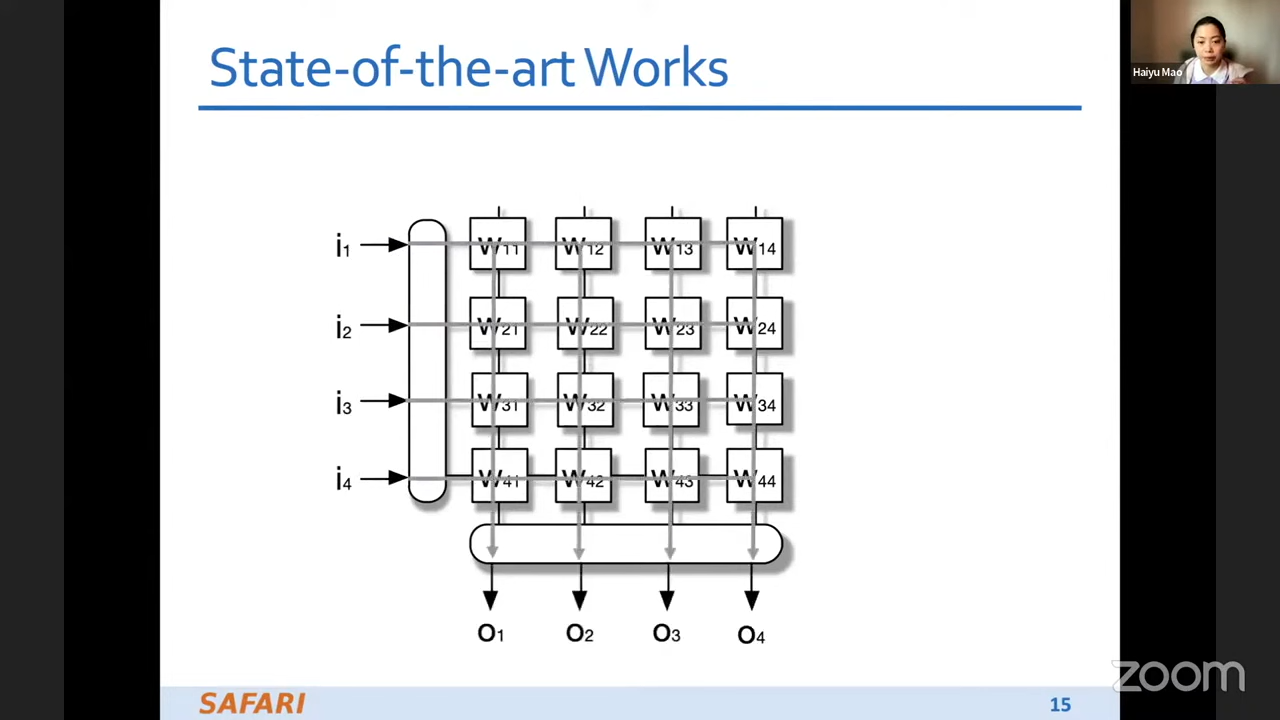 State-of-the-art Works
Haiyu Mao
i1 W11 W12 W13 W14
i2 W21 W22 W23 W24
i3 W31 W32 W33 W34
i4 W41 W42 W43 W44
O1 O2 O3 O4
zoom
SAFARI 15